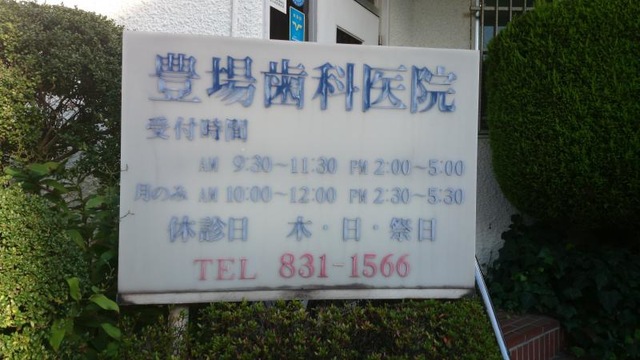 豊場歯科医院
受付時間
AM 9:30～11:30 PM 2:00～5:00
月のみ AM 10:00～12:00 PM 2:30～5:30
休診日 木・日・祭日
TEL 831-1566